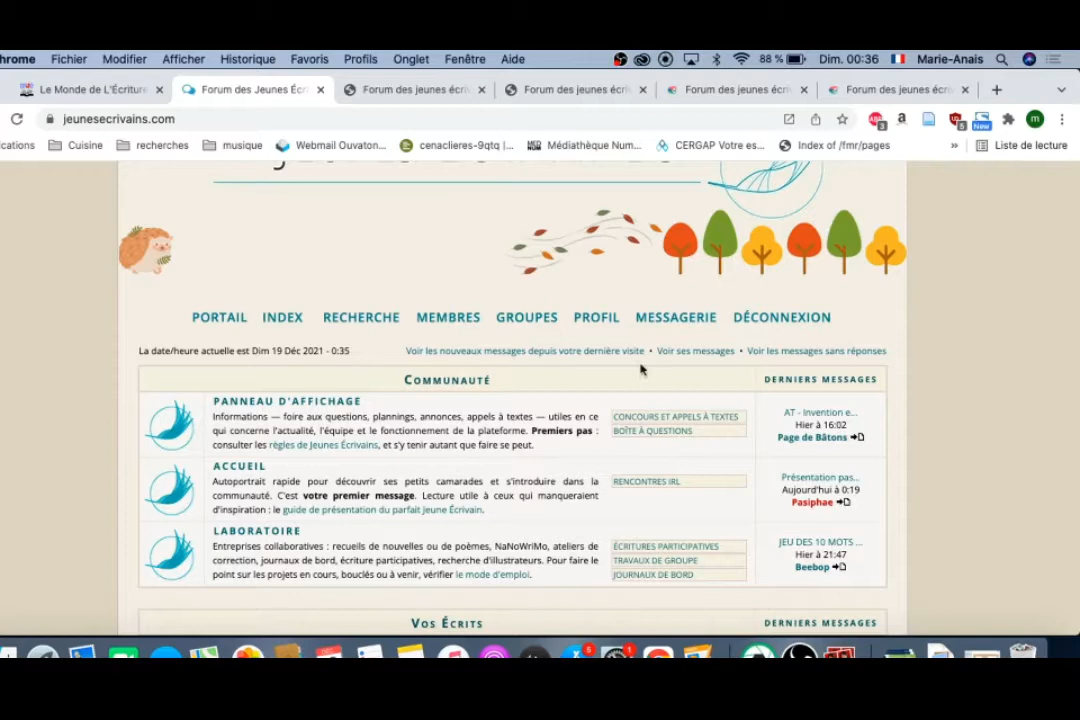 hrome Fichier Modifier Afficher Historique Favoris Profils Onglet Fenêtre Aide 88 % Dim. 00:36 Marie-Anais
Le Monde de L'Écriture Forum des Jeunes Écri Forum des jeunes écri Forum des jeunes écri Forum des jeunes écri Forum des jeunes écri
jeunesecrivains.com
3 5 New m
cations Cuisine recherches musique Webmail Ouvaton... cenaclieres-9qtq |... Médiathèque Num... CERGAP Votre es... Index of /fmr/pages » Liste de lecture
PORTAIL INDEX RECHERCHE MEMBRES GROUPES PROFIL MESSAGERIE DÉCONNEXION
La date/heure actuelle est Dim 19 Déc 2021 - 0:35 Voir les nouveaux messages depuis votre dernière visite • Voir ses messages • Voir les messages sans réponses
COMMUNAUTÉ DERNIERS MESSAGES
PANNEAU D'AFFICHAGE
Informations — foire aux questions, plannings, annonces, appels à textes — utiles en ce
qui concerne l'actualité, l'équipe et le fonctionnement de la plateforme. Premiers pas :
consulter les règles de Jeunes Écrivains, et s'y tenir autant que faire se peut.
CONCOURS ET APPELS À TEXTES
BOÎTE À QUESTIONS
AT - Invention e...
Hier à 16:02
Page de Bâtons
ACCUEIL
Autoportrait rapide pour découvrir ses petits camarades et s'introduire dans la
communauté. C'est votre premier message. Lecture utile à ceux qui manqueraient
d'inspiration : le guide de présentation du parfait Jeune Écrivain.
RENCONTRES IRL
Présentation pas...
Aujourd'hui à 0:19
Pasiphae
LABORATOIRE
Entreprises collaboratives : recueils de nouvelles ou de poèmes, NaNoWriMo, ateliers de
correction, journaux de bord, écriture participatives, recherche d'illustrateurs. Pour faire le
point sur les projets en cours, bouclés ou à venir, vérifier le mode d'emploi.
ÉCRITURES PARTICIPATIVES
TRAVAUX DE GROUPE
JOURNAUX DE BORD
JEU DES 10 MOTS ...
Hier à 21:47
Beebop
VOS ÉCRITS DERNIERS MESSAGES
5 1